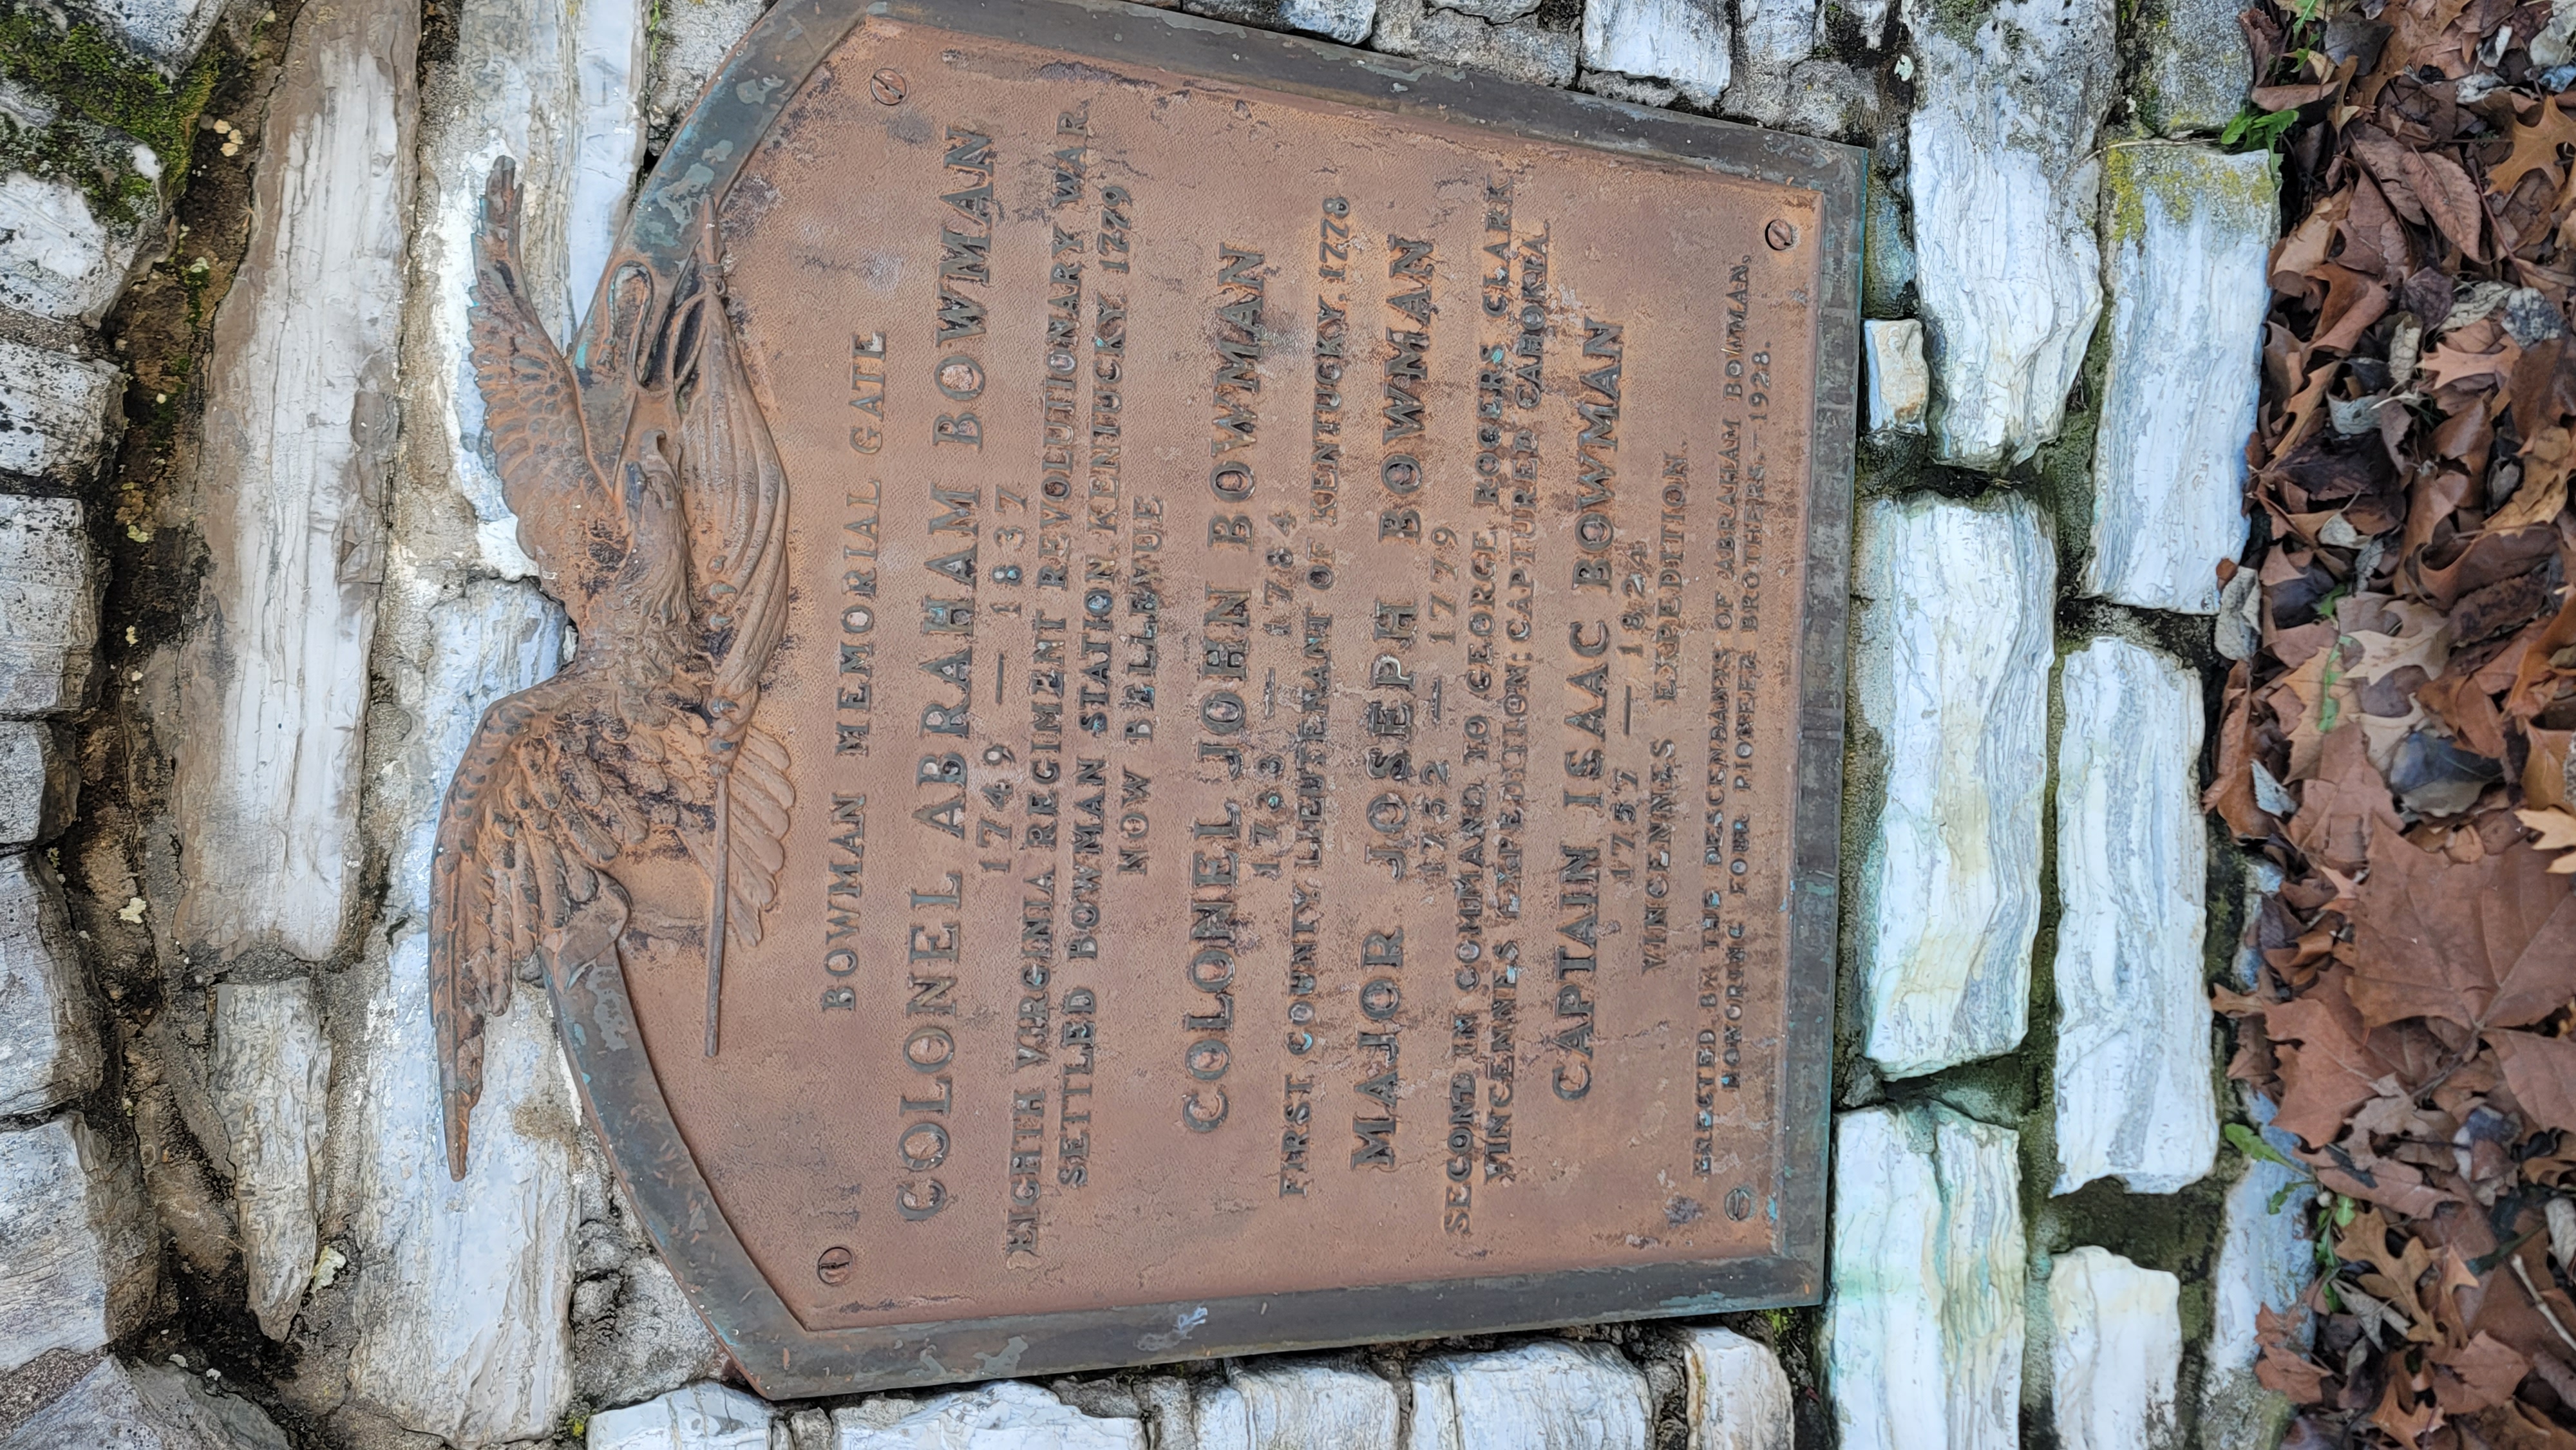 BOWMAN MEMORIAL GATE
COLONEL ABRAHAM BOWMAN
1749 — 1837
EIGHTH VIRGINIA REGIMENT REVOLUTIONARY WAR.
SETTLED BOWMAN STATION, KENTUCKY 1779
NOW BELLEVUE
COLONEL JOHN BOWMAN
1733 — 1784
FIRST COUNTY LIEUTENANT OF KENTUCKY, 1778
MAJOR JOSEPH BOWMAN
1752 — 1779
SECOND IN COMMAND TO GEORGE ROGERS CLARK
VINCENNES EXPEDITION: CAPTURED CAHOKIA.
CAPTAIN ISAAC BOWMAN
1757 — 1824
VINCENNES EXPEDITION.
ERECTED BY THE DESCENDANTS OF ABRAHAM BOWMAN,
HONORING FOUR PIONEER BROTHERS.—1928.